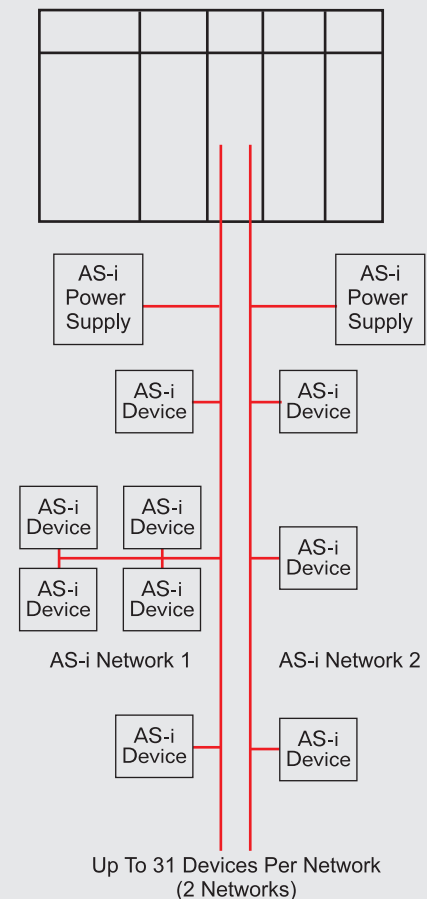 AS-i
Power
Supply
AS-i
Power
Supply
AS-i
Device
AS-i
Device
AS-i
Device
AS-i
Device
AS-i
Device
AS-i
Device
AS-i
Device
AS-i Network 1
AS-i Network 2
AS-i
Device
AS-i
Device
Up To 31 Devices Per Network
(2 Networks)